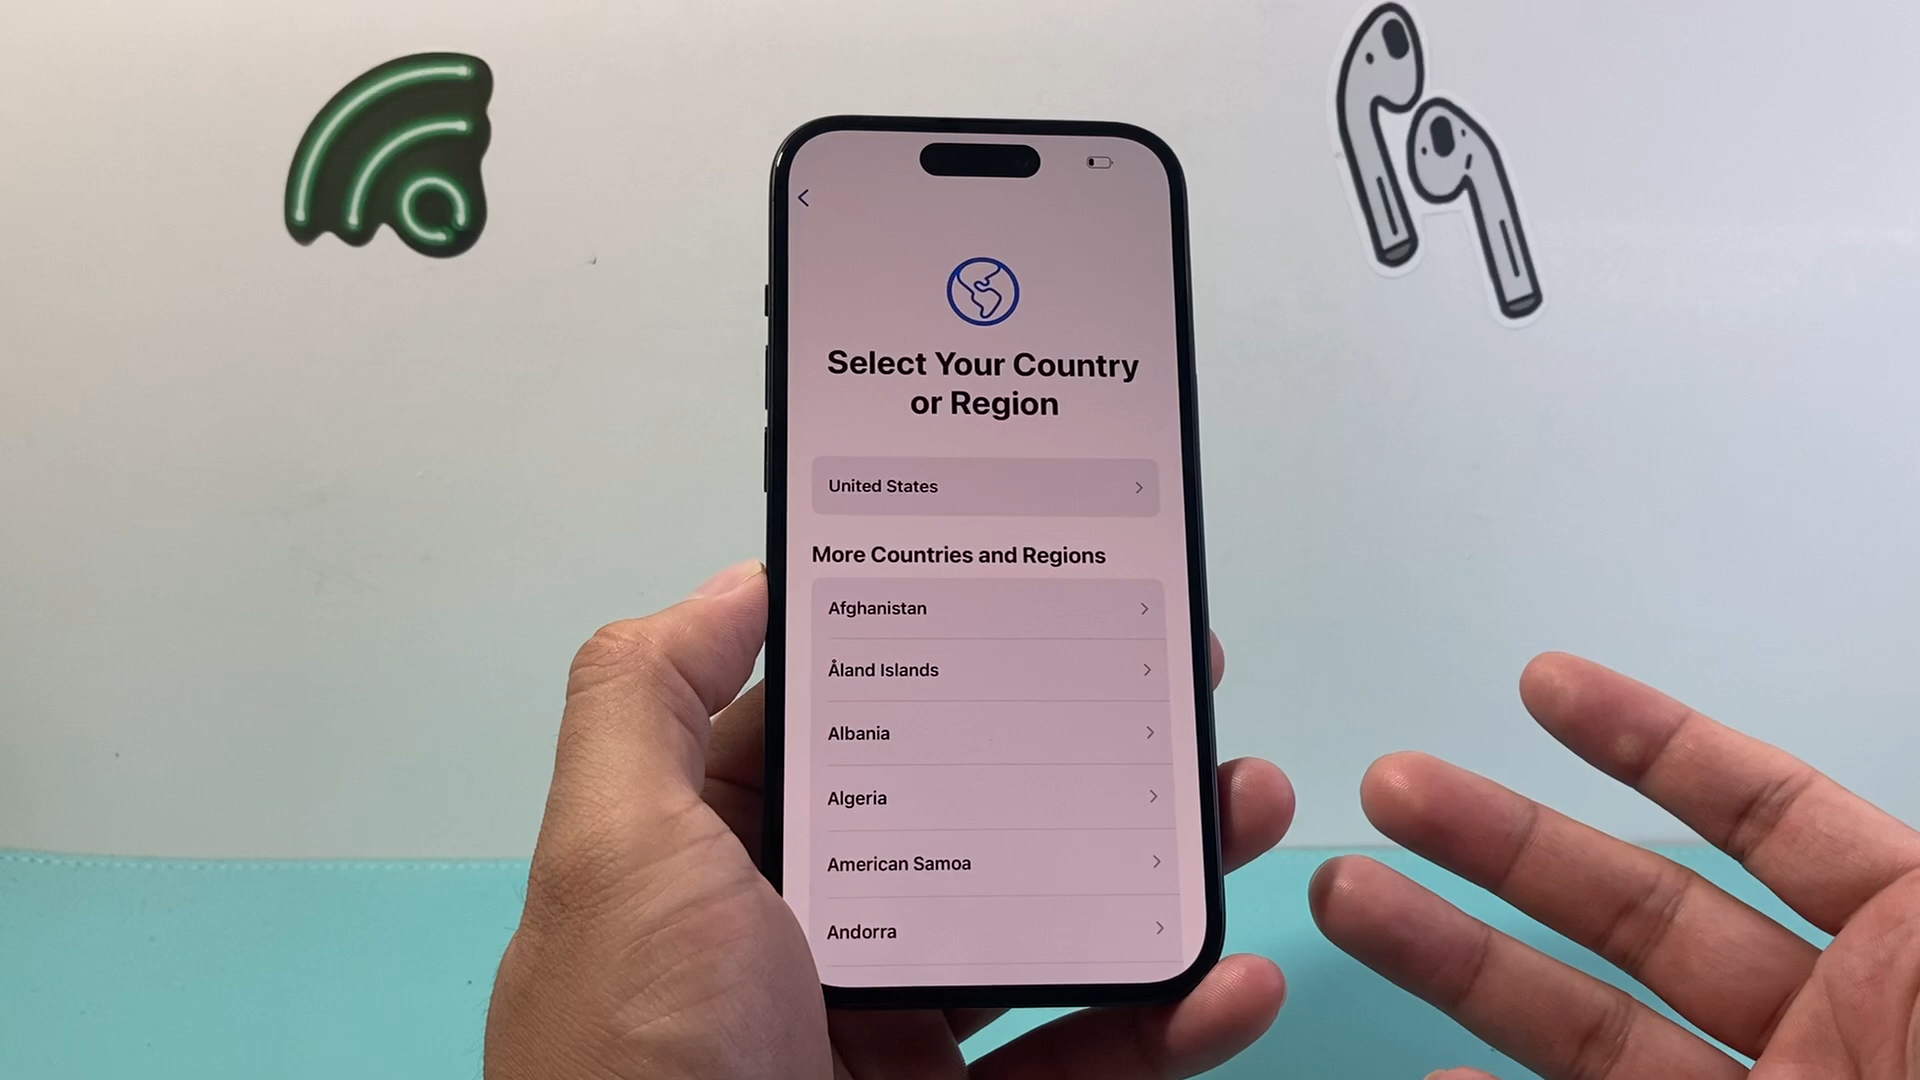 Select Your Country
or Region
United States
More Countries and Regions
Afghanistan
Åland Islands
Albania
Algeria
American Samoa
Andorra